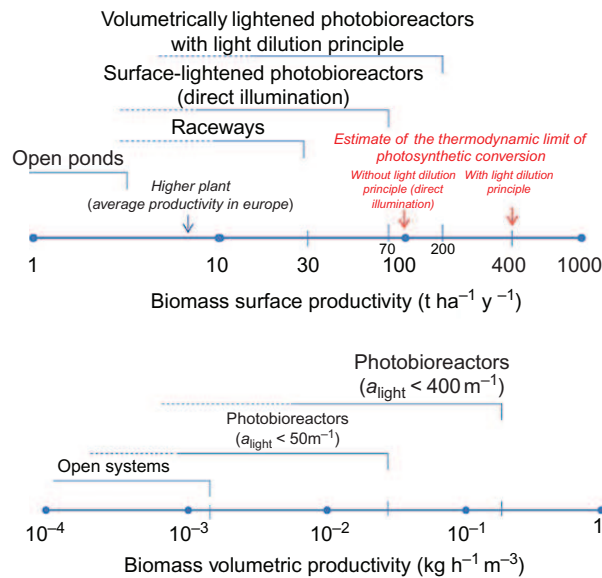 Volumetrically lightened photobioreactors
with light dilution principle
Surface-lightened photobioreactors
(direct illumination)
Raceways
Open ponds
Higher plant
(average productivity in europe)
Estimate of the thermodynamic limit of
photosynthetic conversion
Without light dilution
principle (direct
illumination)
With light dilution
principle
1 10 30 70 100 200 400 1000
Biomass surface productivity (t ha⁻¹ y ⁻¹)
Photobioreactors
(a_light < 400 m⁻¹)
Photobioreactors
(a_light < 50m⁻¹)
Open systems
10⁻⁴ 10⁻³ 10⁻² 10⁻¹ 1
Biomass volumetric productivity (kg h⁻¹ m⁻³)